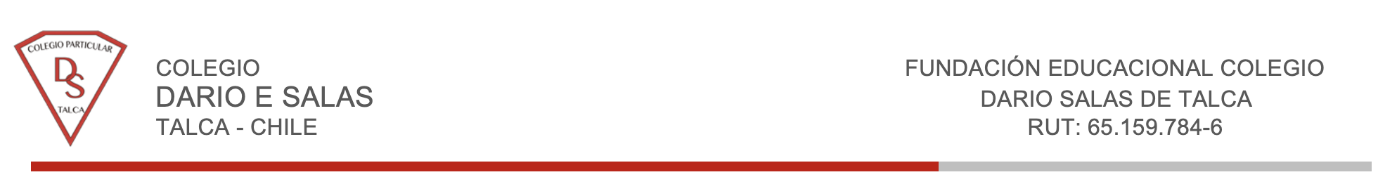 COLEGIO PARTICULAR
DS
TALCA
COLEGIO
DARIO E SALAS
TALCA - CHILE
FUNDACIÓN EDUCACIONAL COLEGIO
DARIO SALAS DE TALCA
RUT: 65.159.784-6